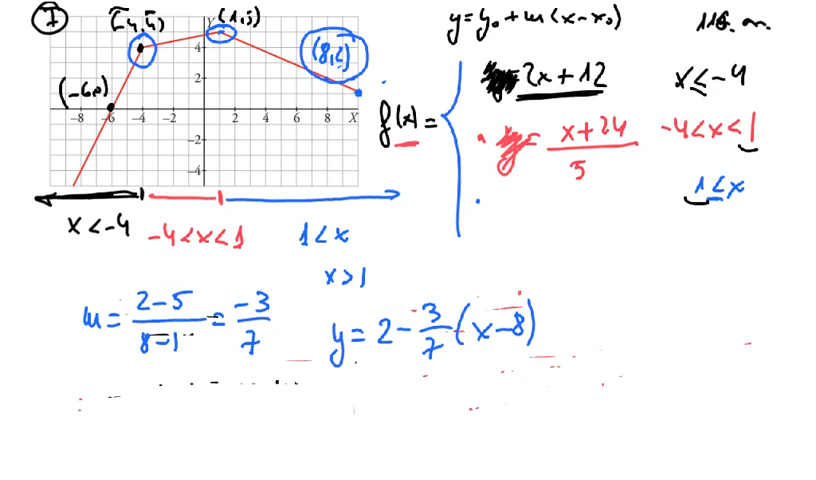 I (-4,4) (1,5) y = y₀ + m(x-x₀)
Y
(8,2)
4
2x+12 x ≤ -4
(-6,0) 2
f(x) =
-8 -6 -4 -2 2 4 6 8 X
x+24 / 5 -4<x<1
-2
-4
1≤x
x<-4 -4<x<1 1<x
x>1
m = (2-5)/(8-1) = -3/7 y = 2 - 3/7 (x-8)